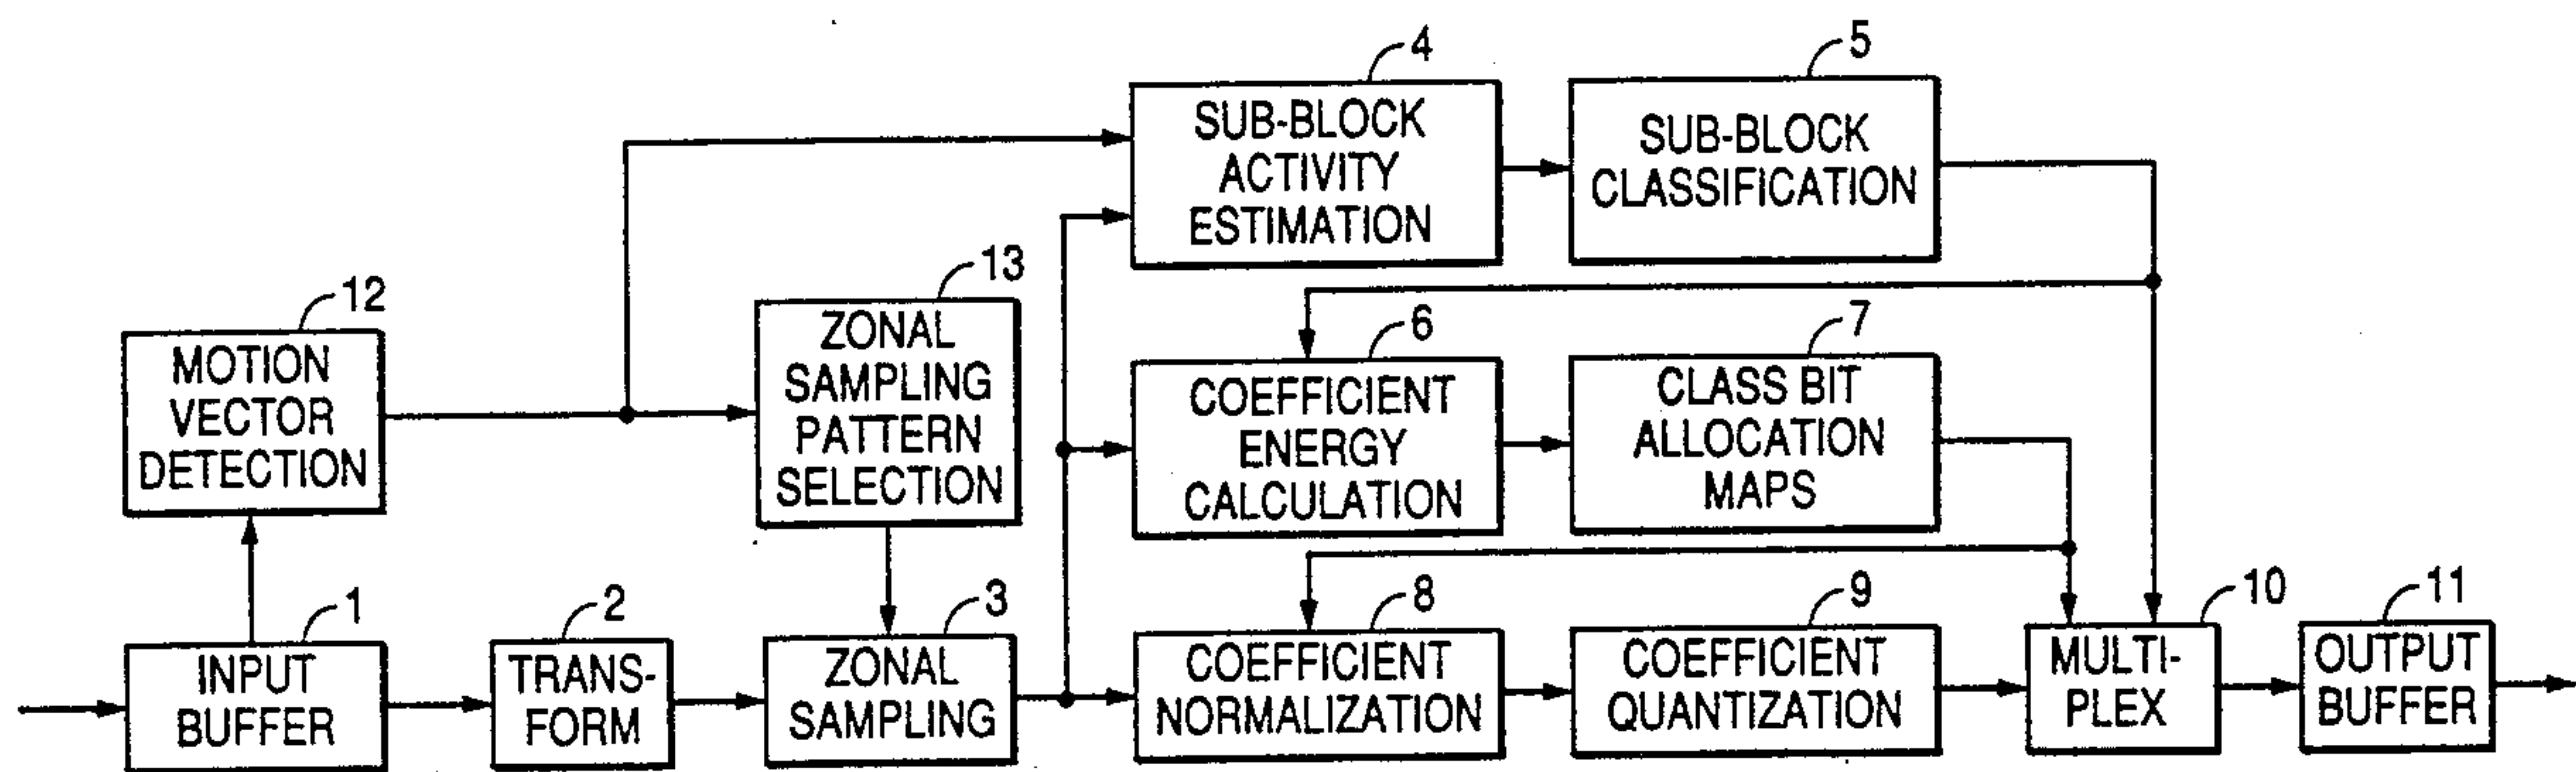 4
SUB-BLOCK
ACTIVITY
ESTIMATION
5
SUB-BLOCK
CLASSIFICATION
12
MOTION
VECTOR
DETECTION
13
ZONAL
SAMPLING
PATTERN
SELECTION
6
COEFFICIENT
ENERGY
CALCULATION
7
CLASS BIT
ALLOCATION
MAPS
1
INPUT
BUFFER
2
TRANS-
FORM
3
ZONAL
SAMPLING
8
COEFFICIENT
NORMALIZATION
9
COEFFICIENT
QUANTIZATION
10
MULTI-
PLEX
11
OUTPUT
BUFFER